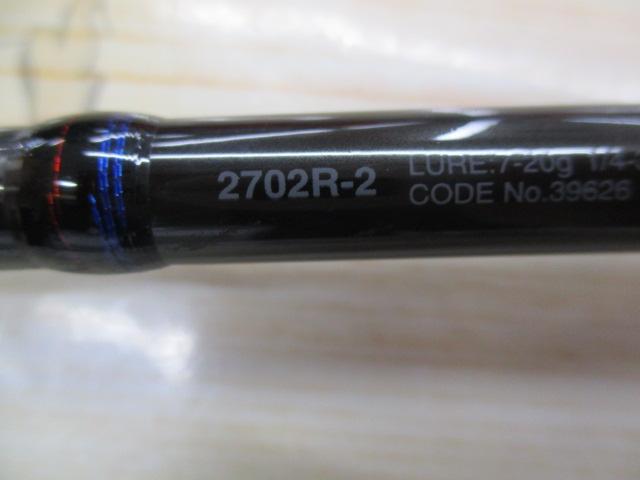 2702R-2
LURE:7-20g 1/4-
CODE No.39626